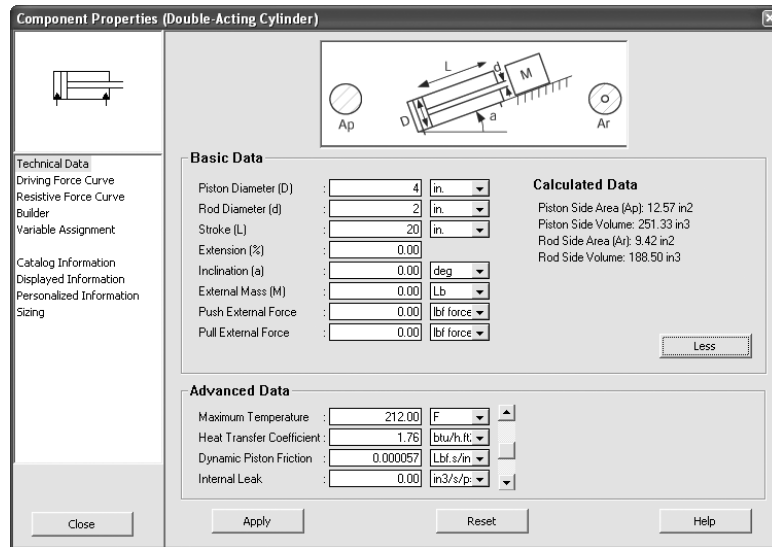 Component Properties (Double-Acting Cylinder)
L
d
M
D
a
Ap
Ar
Technical Data
Driving Force Curve
Resistive Force Curve
Builder
Variable Assignment
Catalog Information
Displayed Information
Personalized Information
Sizing
Close
Basic Data
Piston Diameter (D) : 4 in.
Rod Diameter (d) : 2 in.
Stroke (L) : 20 in.
Extension (%) : 0.00
Inclination (a) : 0.00 deg
External Mass (M) : 0.00 Lb
Push External Force : 0.00 lbf force
Pull External Force : 0.00 lbf force
Calculated Data
Piston Side Area (Ap): 12.57 in2
Piston Side Volume: 251.33 in3
Rod Side Area (Ar): 9.42 in2
Rod Side Volume: 188.50 in3
Less
Advanced Data
Maximum Temperature : 212.00 F
Heat Transfer Coefficient : 1.76 btu/h.ft
Dynamic Piston Friction : 0.000057 Lbf.s/in
Internal Leak : 0.00 in3/s/p
Apply
Reset
Help